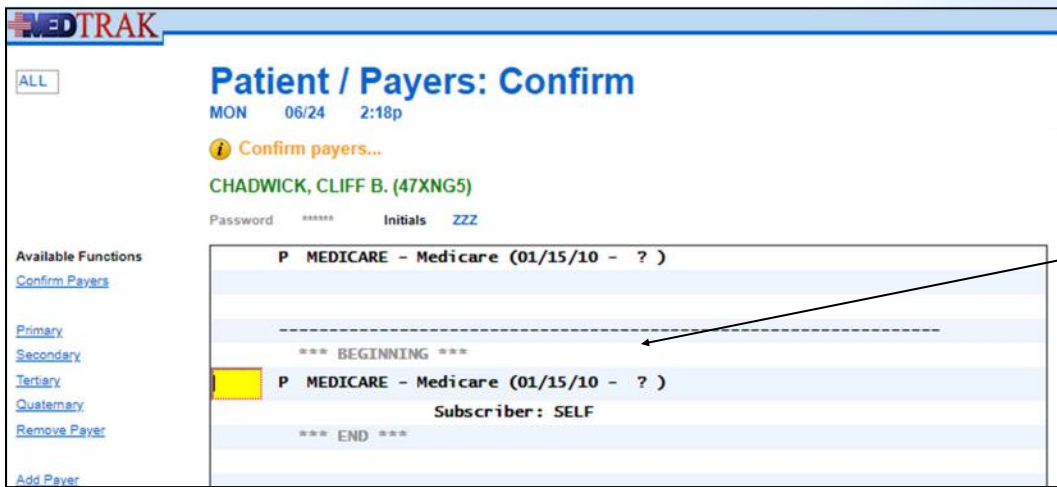 MEDTRAK
ALL
Patient / Payers: Confirm
MON 06/24 2:18p
i Confirm payers...
CHADWICK, CLIFF B. (47XNG5)
Password ****** Initials ZZZ
Available Functions
Confirm Payers
Primary
Secondary
Tertiary
Quaternary
Remove Payer
Add Payer
P MEDICARE - Medicare (01/15/10 - ? )
--------------------------------------------------------------------------
*** BEGINNING ***
P MEDICARE - Medicare (01/15/10 - ? )
Subscriber: SELF
*** END ***